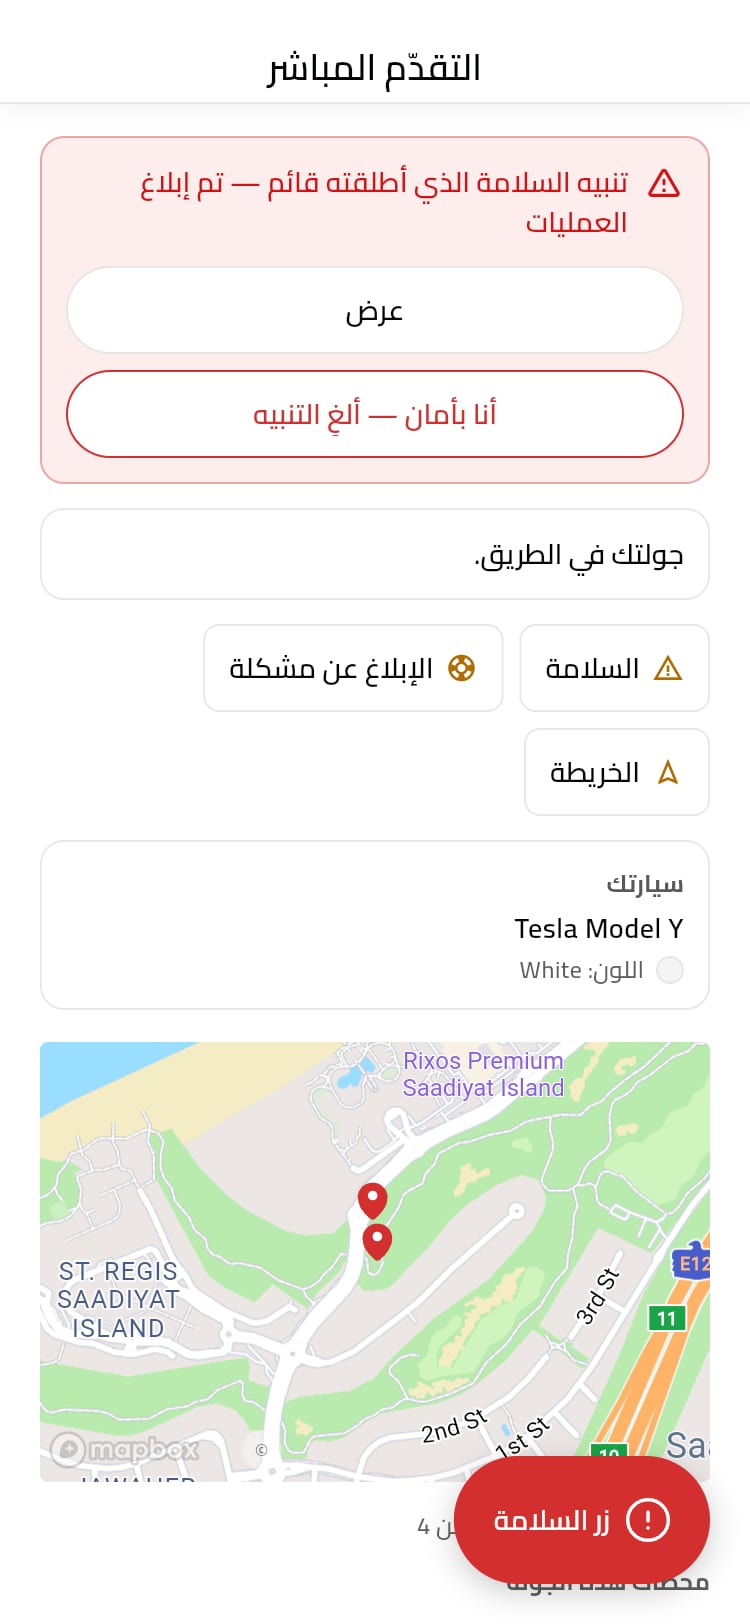 التقدّم المباشر
تنبيه السلامة الذي أطلقته قائم — تم إبلاغ
العمليات
عرض
أنا بأمان — ألغِ التنبيه
جولتك في الطريق.
السلامة
الإبلاغ عن مشكلة
الخريطة
سيارتك
Tesla Model Y
اللون: White
Rixos Premium
Saadiyat Island
ST. REGIS
SAADIYAT
ISLAND
3rd St
E12
11
2nd St
1st St
10
mapbox
©
4
زر السلامة